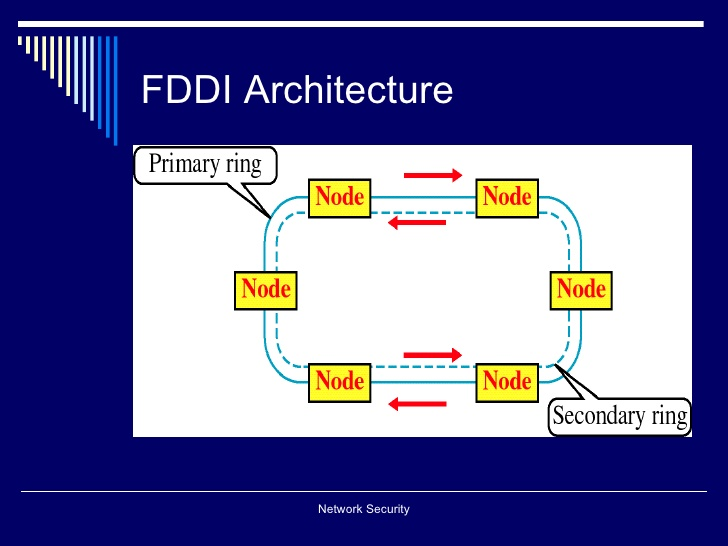 FDDI Architecture
Primary ring
Node
Node
Node
Node
Node
Node
Secondary ring
Network Security